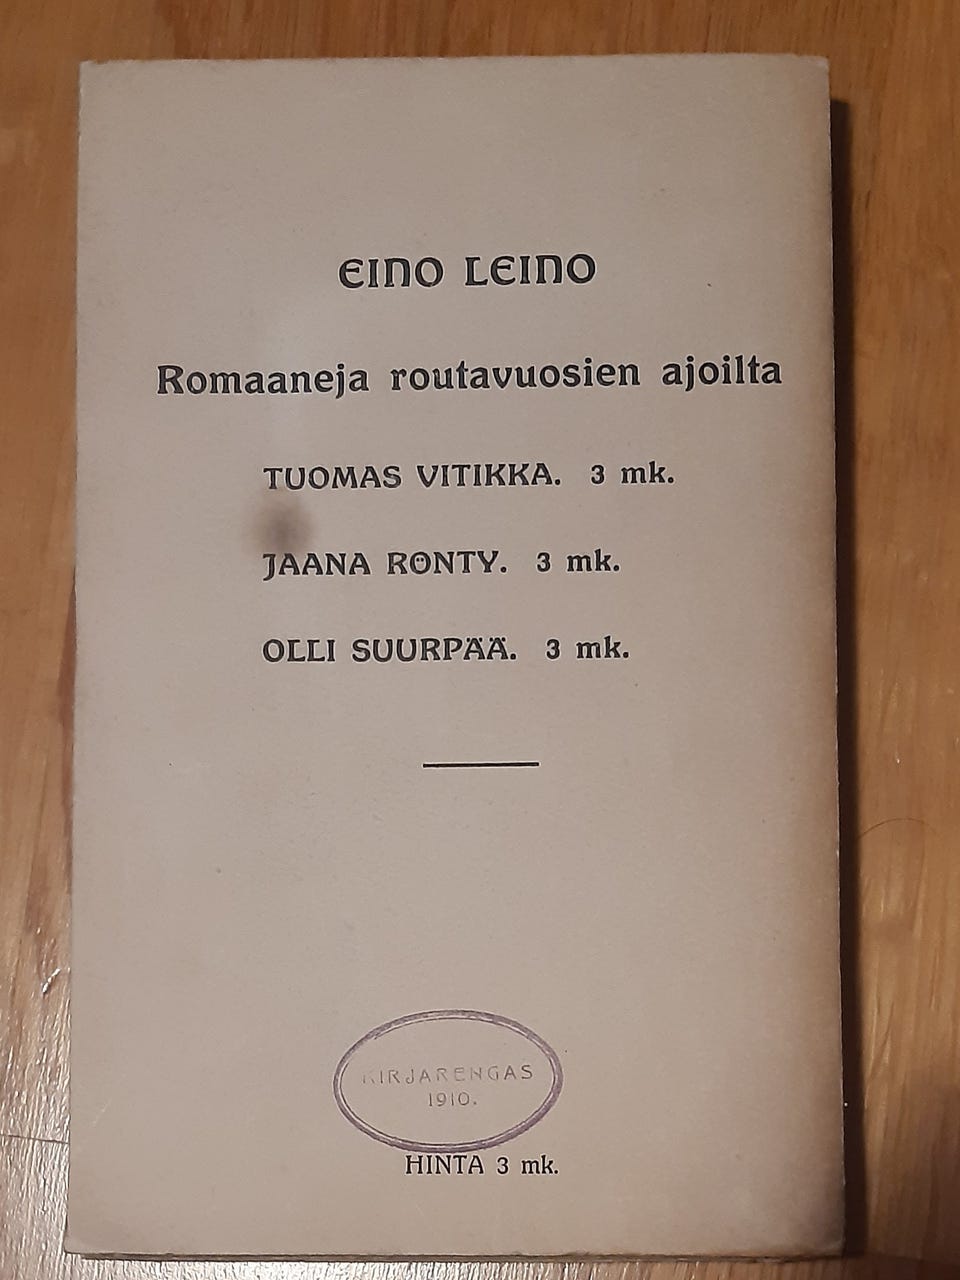 EINO LEINO
Romaaneja routavuosien ajoilta
TUOMAS VITIKKA. 3 mk.
JAANA RÖNTY. 3 mk.
OLLI SUURPÄÄ. 3 mk.
KIRJARENGAS
1910.
HINTA 3 mk.